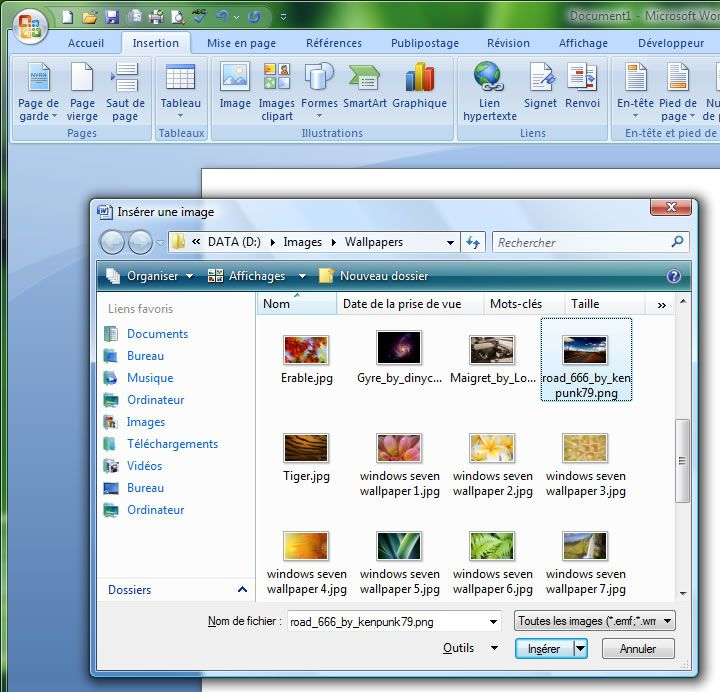 Document1 - Microsoft Wor
Accueil Insertion Mise en page Références Publipostage Révision Affichage Développeur
Page de garde
Page vierge
Saut de page
Tableau
Image
Images clipart
Formes
SmartArt
Graphique
Lien hypertexte
Signet
Renvoi
En-tête
Pied de page
Nu
de p
Pages Tableaux Illustrations Liens En-tête et pied de
Insérer une image
« DATA (D:) Images Wallpapers
Rechercher
Organiser Affichages Nouveau dossier
Liens favoris
Documents
Bureau
Musique
Ordinateur
Images
Téléchargements
Vidéos
Bureau
Ordinateur
Dossiers
Nom Date de la prise de vue Mots-clés Taille »
Erable.jpg
Gyre_by_dinyc...
Maigret_by_Lo...
road_666_by_ken
punk79.png
Tiger.jpg
windows seven
wallpaper 1.jpg
windows seven
wallpaper 2.jpg
windows seven
wallpaper 3.jpg
windows seven
wallpaper 4.jpg
windows seven
wallpaper 5.jpg
windows seven
wallpaper 6.jpg
windows seven
wallpaper 7.jpg
Nom de fichier : road_666_by_kenpunk79.png
Toutes les images (*.emf;*.wm
Outils Insérer Annuler